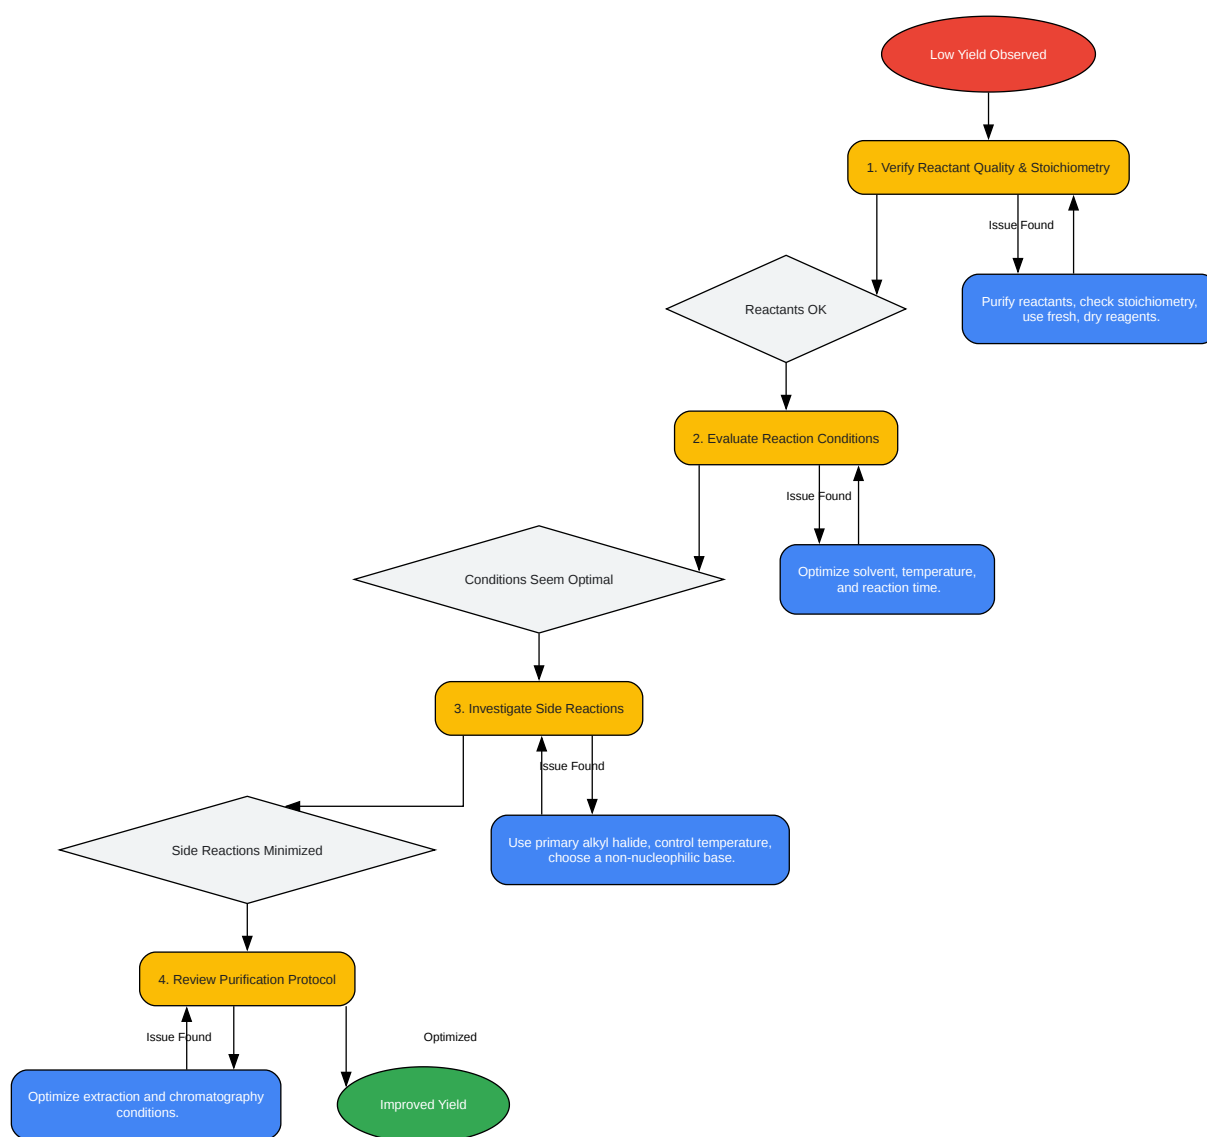 Low Yield Observed
1. Verify Reactant Quality & Stoichiometry
Issue Found
Purify reactants, check stoichiometry,
use fresh, dry reagents.
Reactants OK
2. Evaluate Reaction Conditions
Issue Found
Optimize solvent, temperature,
and reaction time.
Conditions Seem Optimal
3. Investigate Side Reactions
Issue Found
Use primary alkyl halide, control temperature,
choose a non-nucleophilic base.
Side Reactions Minimized
4. Review Purification Protocol
Issue Found
Optimized
Optimize extraction and chromatography
conditions.
Improved Yield